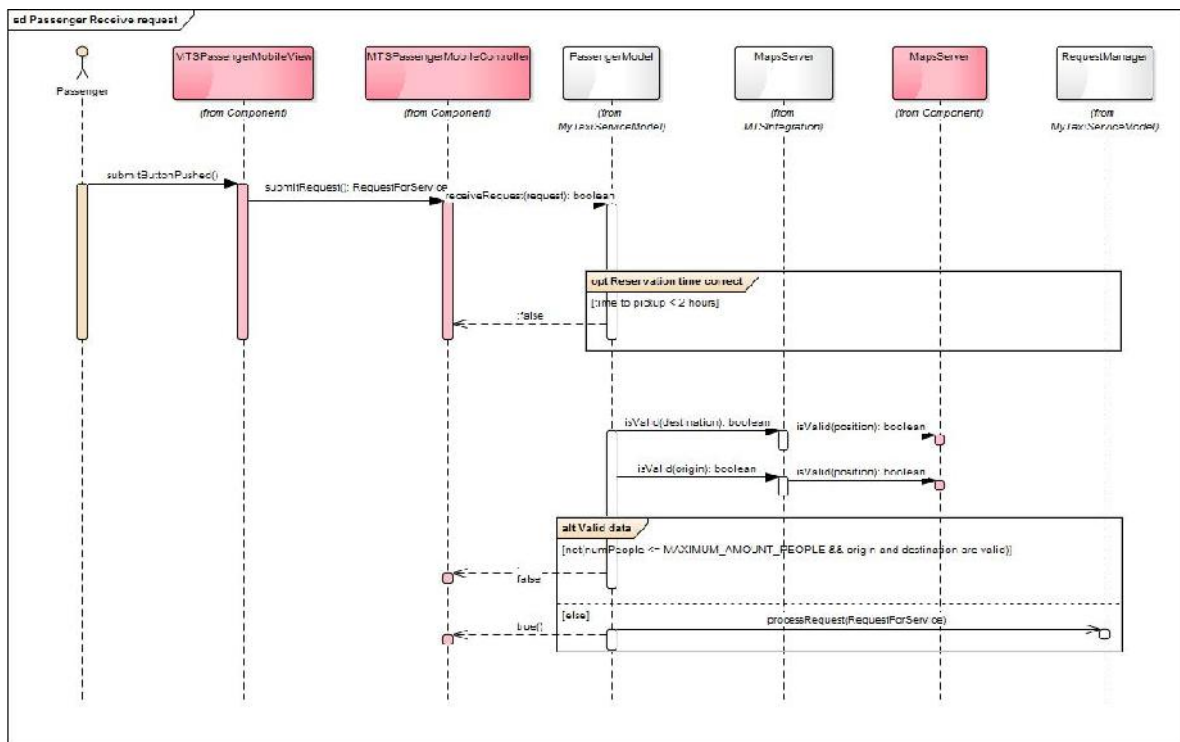 sd Passenger Receive request
MTSPassengerMobileView
MTSPassengerMobileController
PassengerModel
MapsServer
MapsServer
RequestManager
Passenger
(from Component)
(from Component)
(from
MyTaxiServiceModel)
(from
MTSIntegration)
(from Component)
(from
MyTaxiServiceModel)
submitButtonPushed()
submitRequest(): RequestForService
receiveRequest(request): boolean
opt Reservation time correct
[time to pickup < 2 hours]
:false
isValid(destination): boolean
isValid(position): boolean
isValid(origin): boolean
isValid(position): boolean
alt Valid data
[not(numPeople <= MAXIMUM_AMOUNT_PEOPLE && origin and destination are valid)]
false
[else]
processRequest(RequestForService)
true()